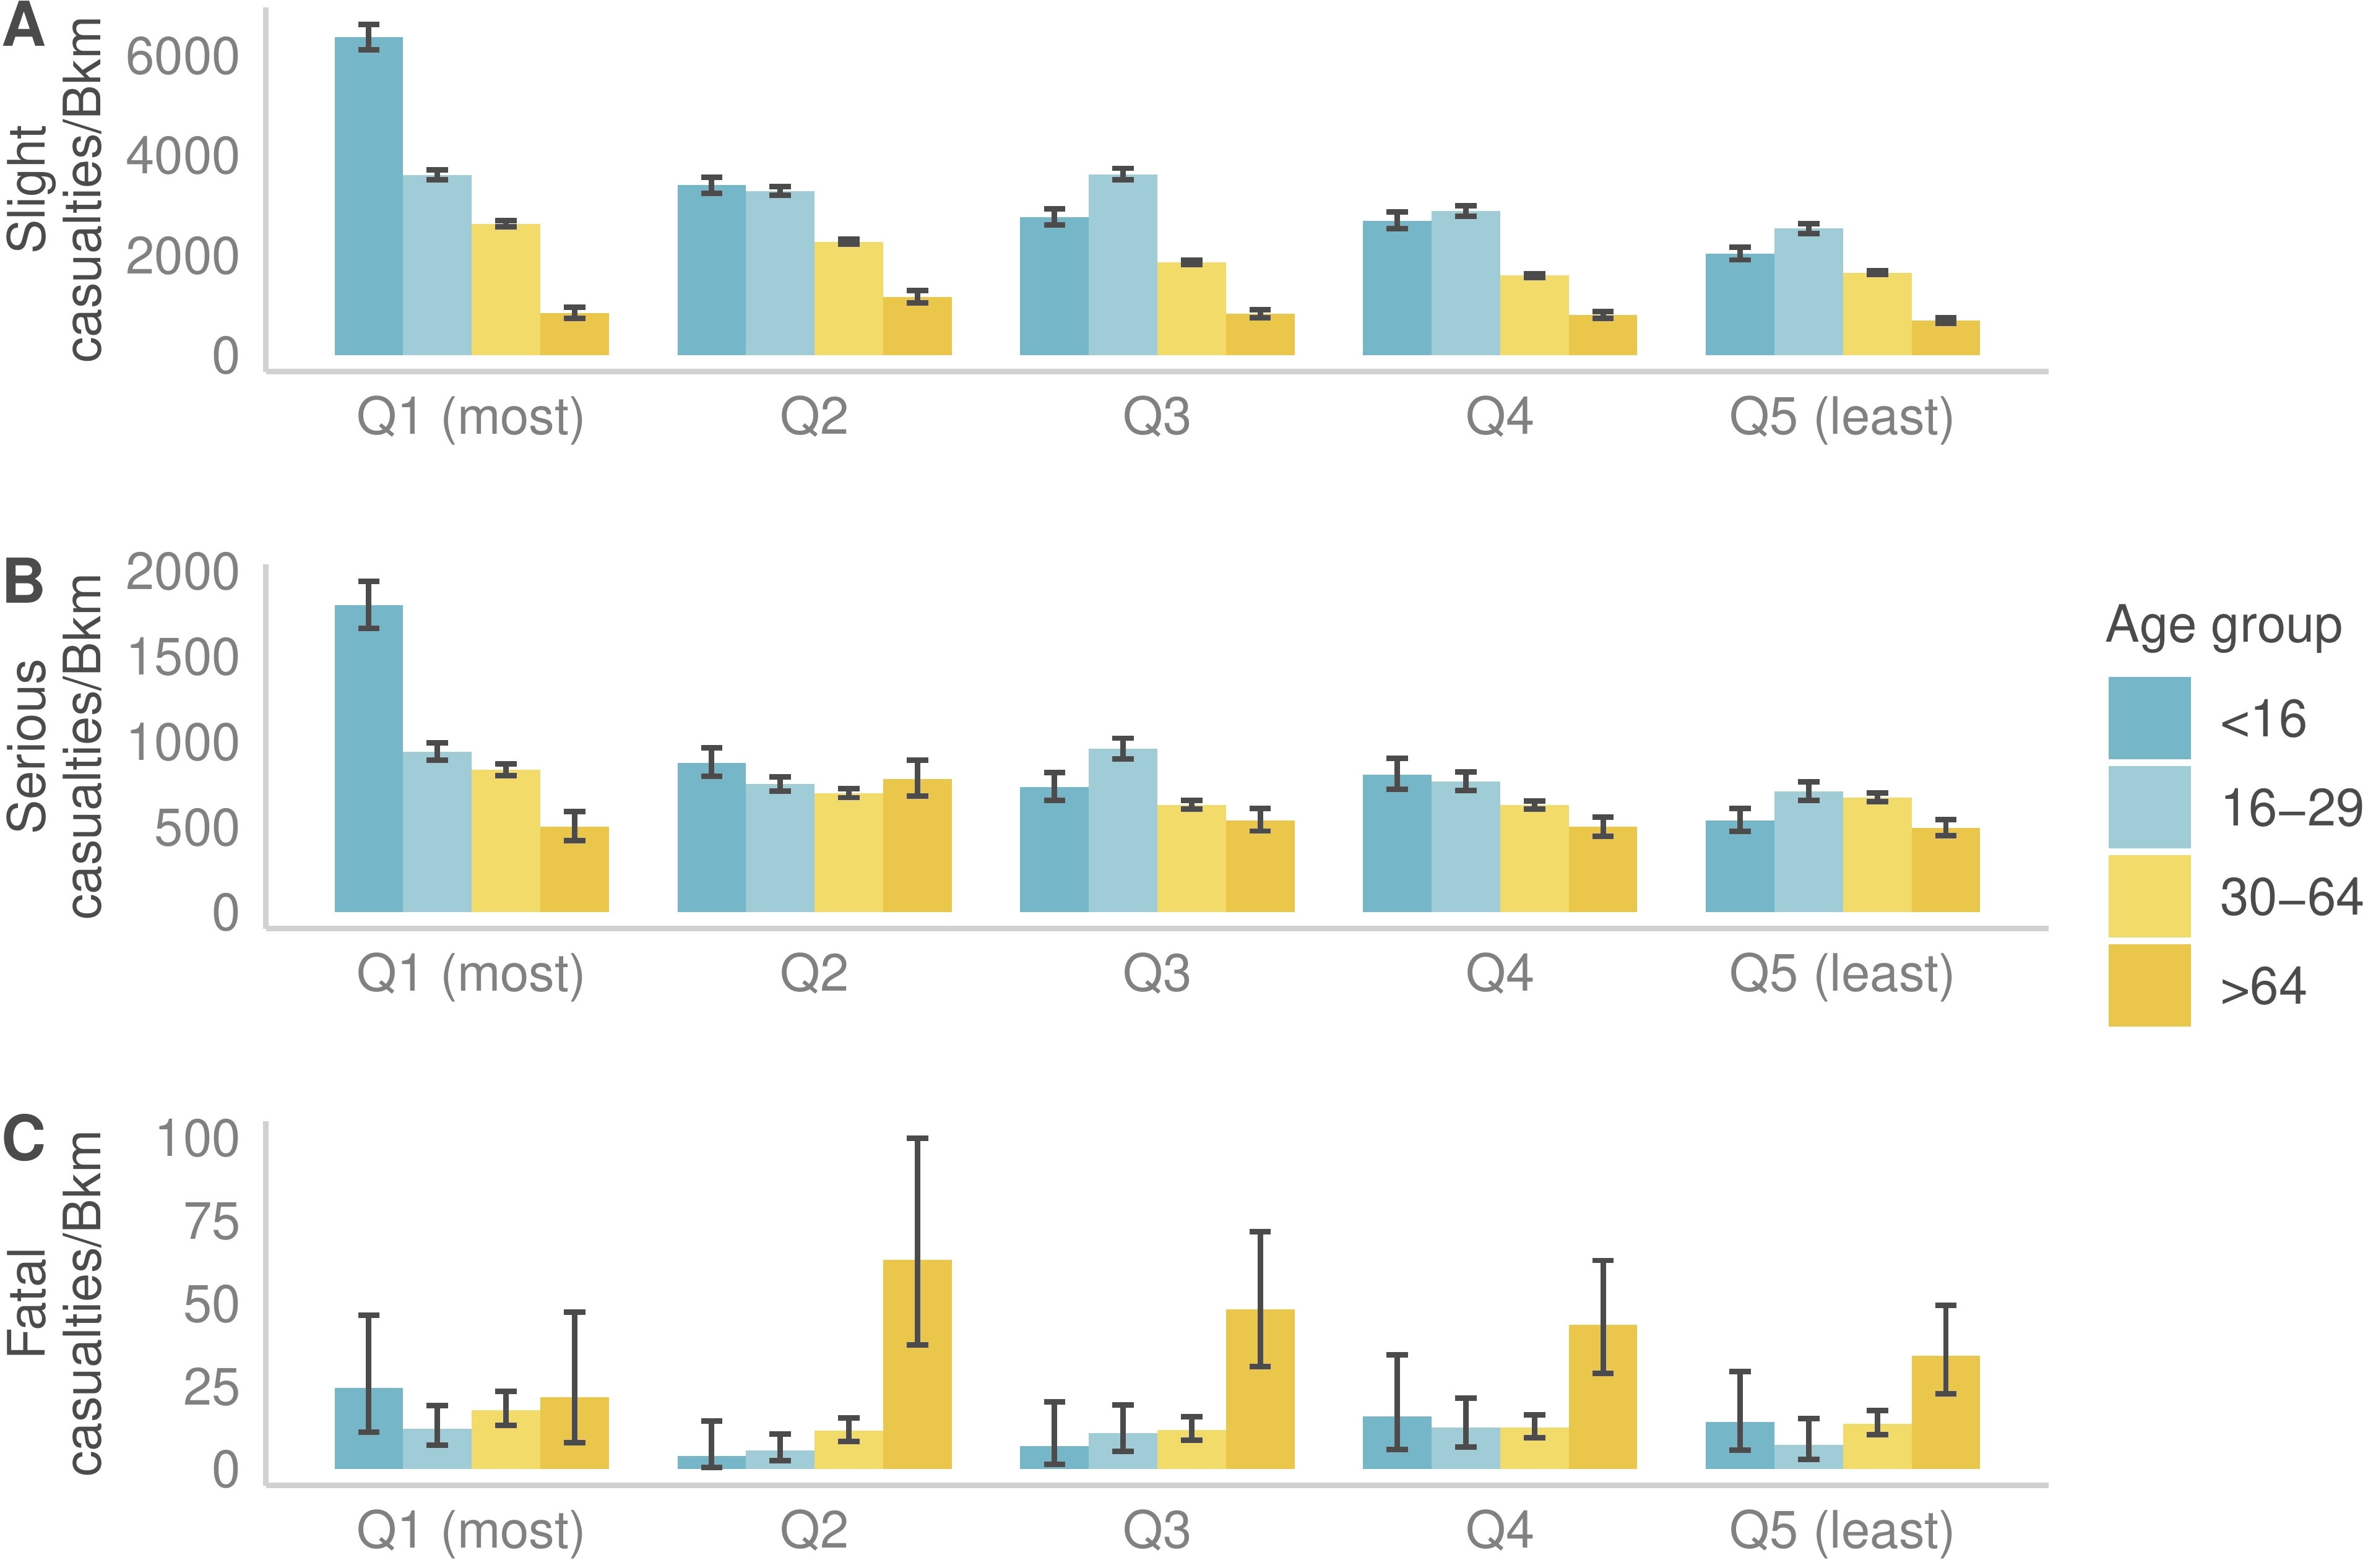 A
Slight
casualties/Bkm
6000
4000
2000
0
Q1 (most)
Q2
Q3
Q4
Q5 (least)
B
Serious
casualties/Bkm
2000
1500
1000
500
0
Q1 (most)
Q2
Q3
Q4
Q5 (least)
Age group
<16
16–29
30–64
>64
C
Fatal
casualties/Bkm
100
75
50
25
0
Q1 (most)
Q2
Q3
Q4
Q5 (least)